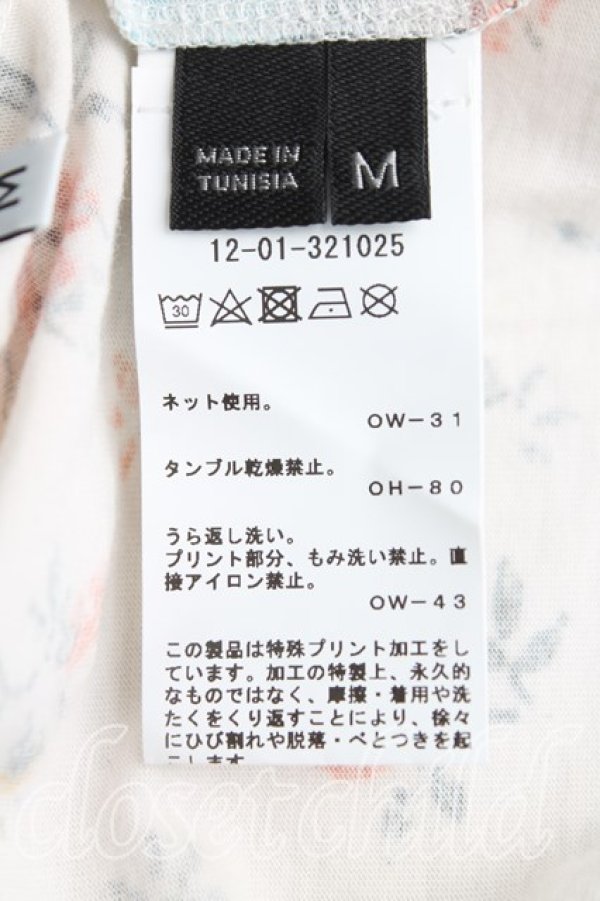 MADE IN
TUNISIA
M
12-01-321025
30
ネット使用。
OW-31
タンブル乾燥禁止。
OH-80
うら返し洗い。
プリント部分、もみ洗い禁止。直
接アイロン禁止。
OW-43
この製品は特殊プリント加工をし
ています。加工の特製上、永久的
なものではなく、摩擦・着用や洗
たくをくり返すことにより、徐々
にひび割れや脱落・べとつきを起
こします。
closet child